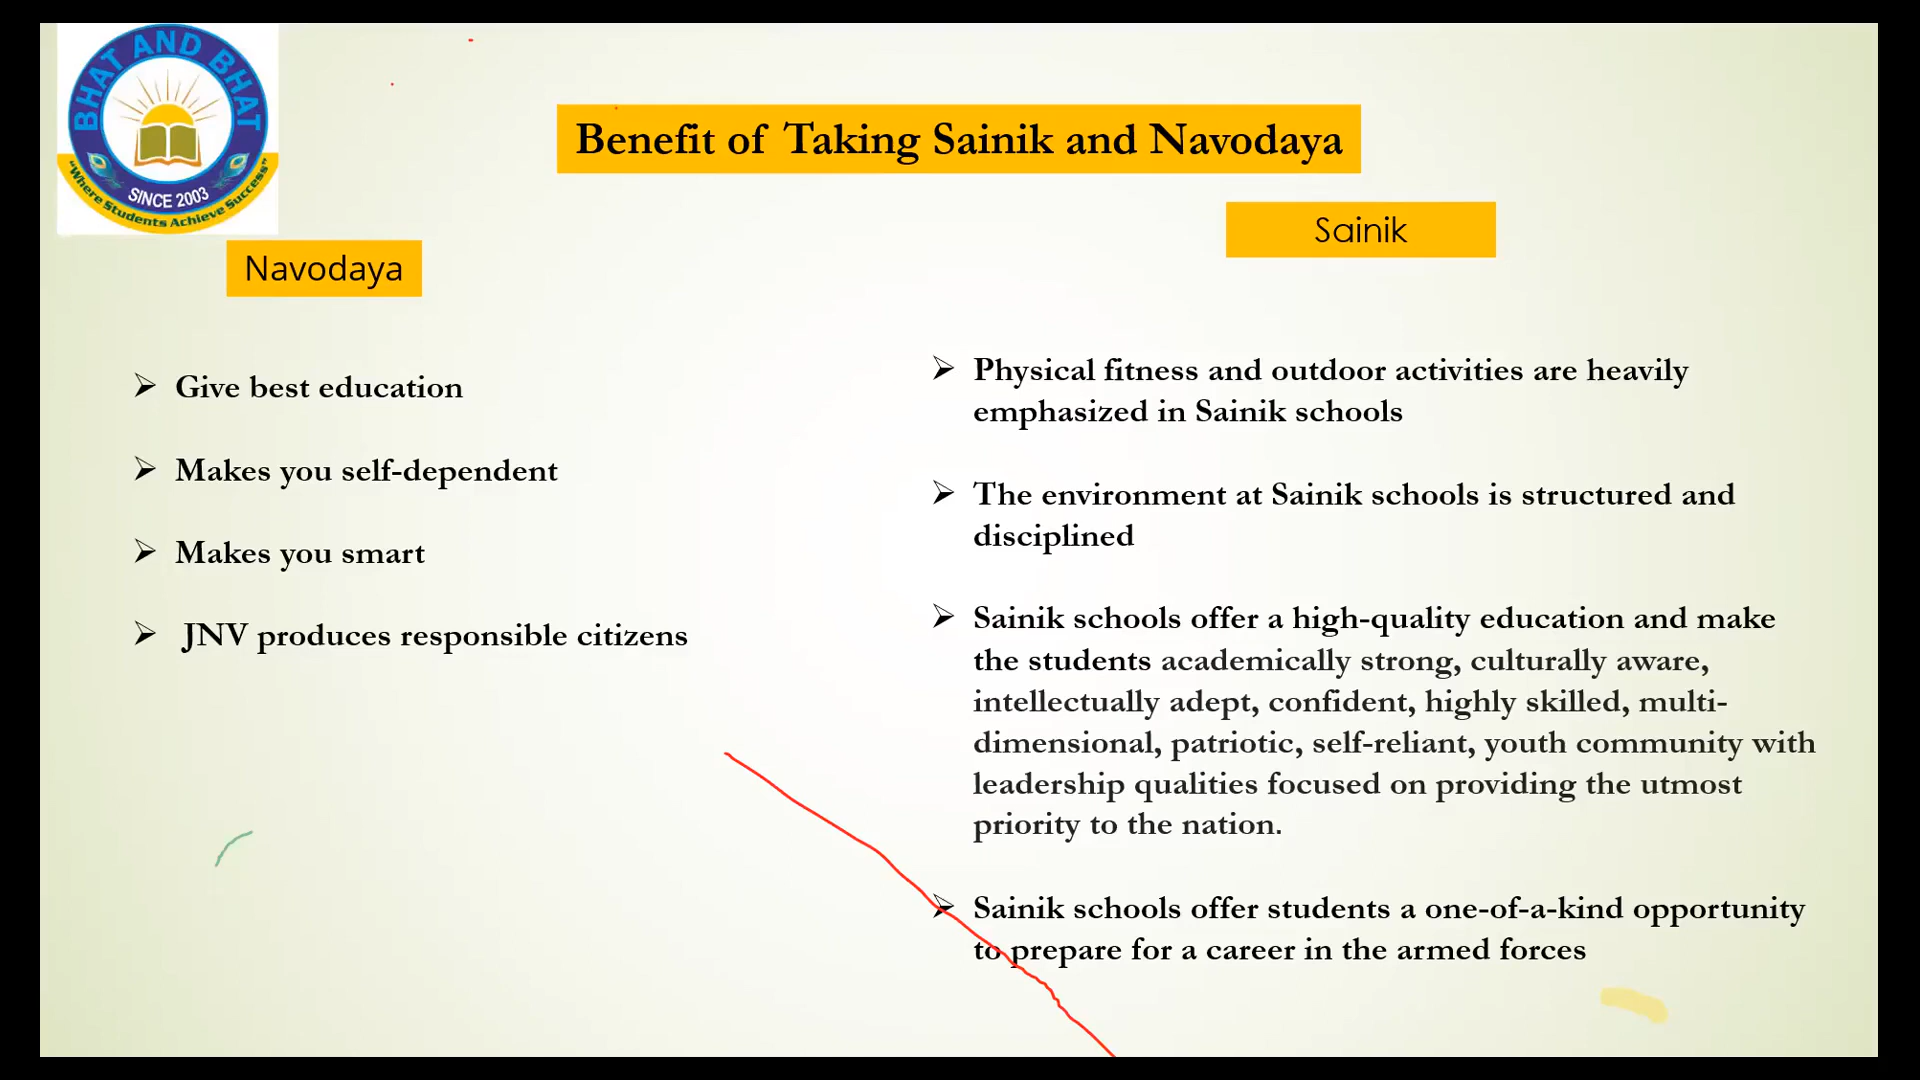 BHAT AND BHAT
SINCE 2003
"Where Students Achieve Success"
Benefit of Taking Sainik and Navodaya
Navodaya
Give best education
Makes you self-dependent
Makes you smart
JNV produces responsible citizens
Sainik
Physical fitness and outdoor activities are heavily
emphasized in Sainik schools
The environment at Sainik schools is structured and
disciplined
Sainik schools offer a high-quality education and make
the students academically strong, culturally aware,
intellectually adept, confident, highly skilled, multi-
dimensional, patriotic, self-reliant, youth community with
leadership qualities focused on providing the utmost
priority to the nation.
Sainik schools offer students a one-of-a-kind opportunity
to prepare for a career in the armed forces